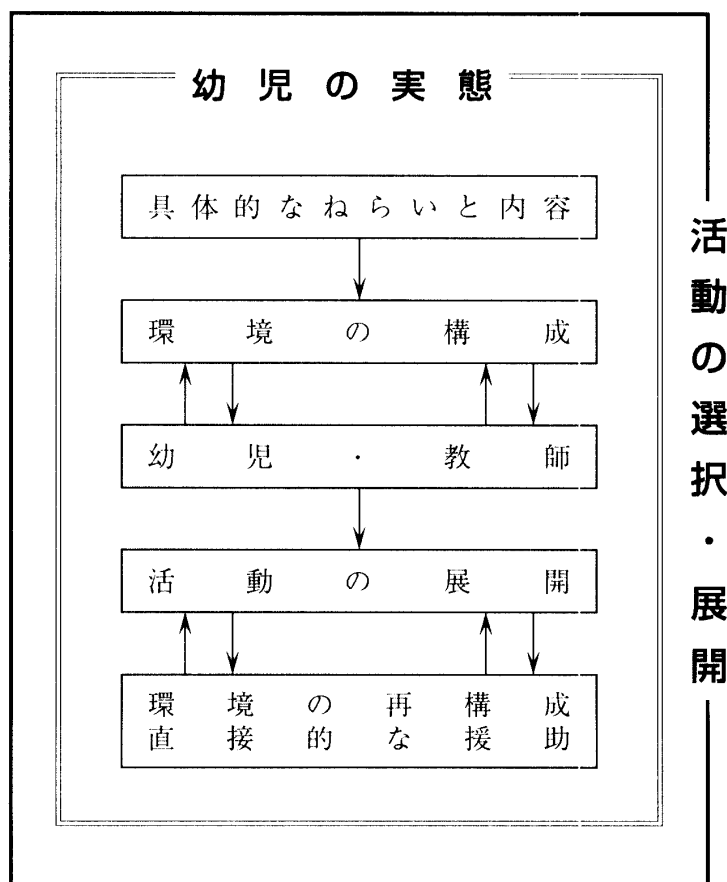 幼児の実態
具体的なねらいと内容
環境の構成
幼児・教師
活動の展開
環境の再構成
直接的な援助
活動の選択・展開